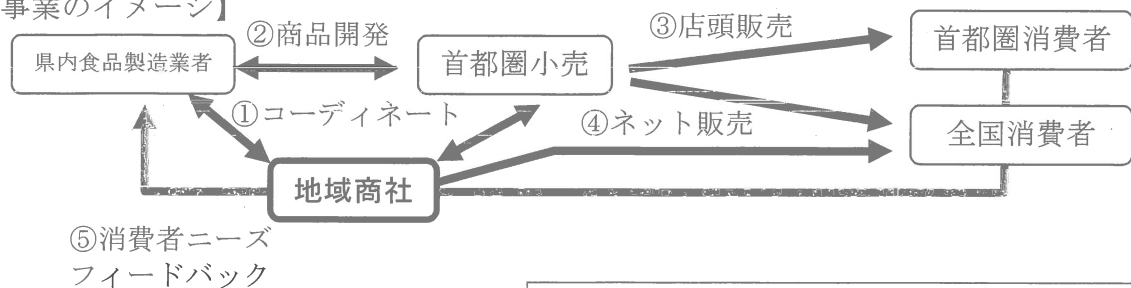 事業のイメージ】
②商品開発
③店頭販売
県内食品製造業者
首都圏小売
首都圏消費者
①コーディネート
④ネット販売
全国消費者
地域商社
⑤消費者ニーズ
フィードバック